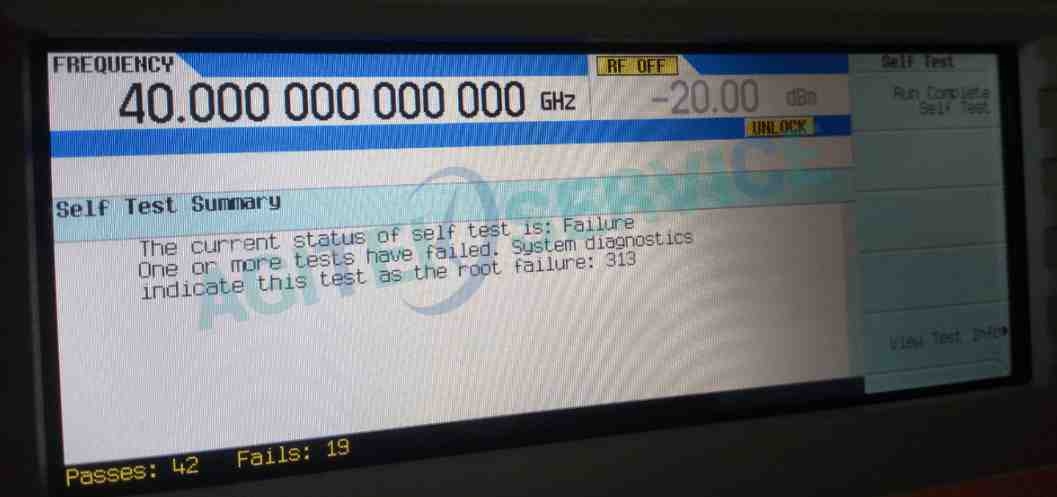 FREQUENCY
RF OFF
Self Test
40.000 000 000 000 GHz
-20.00 dBm
Run Complete
Self Test
UNLOCK
AGITEK SERVICE
Self Test Summary
The current status of self test is: Failure
One or more tests have failed. System diagnostics
indicate this test as the root failure: 313
View Test Info
Passes: 42 Fails: 19